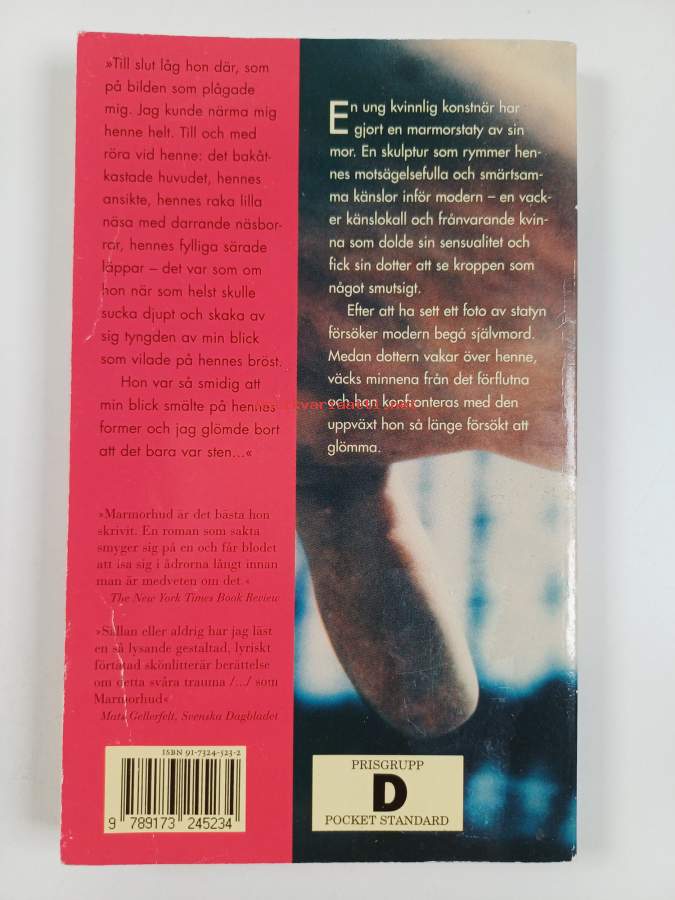 »Till slut låg hon där, som
på bilden som plågade
mig. Jag kunde närma mig
henne helt. Till och med
röra vid henne: det bakåt-
kastade huvudet, hennes
ansikte, hennes raka lilla
näsa med darrande näsbor-
rar, hennes fylliga särade
läppar – det var som om
hon när som helst skulle
sucka djupt och skaka av
sig tyngden av min blick
som vilade på hennes bröst.
Hon var så smidig att
min blick smälte på hennes
former och jag glömde bort
att det bara var sten...«
»Marmorhud är det bästa hon
skrivit. En roman som sakta
smyger sig på en och får blodet
att isa sig i ådrorna långt innan
man är medveten om det.«
The New York Times Book Review
»Sällan eller aldrig har jag läst
en så lysande gestaltad, lyriskt
förtätad skönlitterär berättelse
om detta svåra trauma /.../ som
Marmorhud«
Mats Gellerfelt, Svenska Dagbladet
ISBN 91-7324-523-2
9 789173 245234
En ung kvinnlig konstnär har
gjort en marmorstaty av sin
mor. En skulptur som rymmer hen-
nes motsägelsefulla och smärtsam-
ma känslor inför modern – en vack-
er känslokall och frånvarande kvin-
na som dolde sin sensualitet och
fick sin dotter att se kroppen som
något smutsigt.
Efter att ha sett ett foto av statyn
försöker modern begå självmord.
Medan dottern vakar över henne,
väcks minnena från det förflutna
och hon konfronteras med den
uppväxt hon så länge försökt att
glömma.
PRISGRUPP
D
POCKET STANDARD